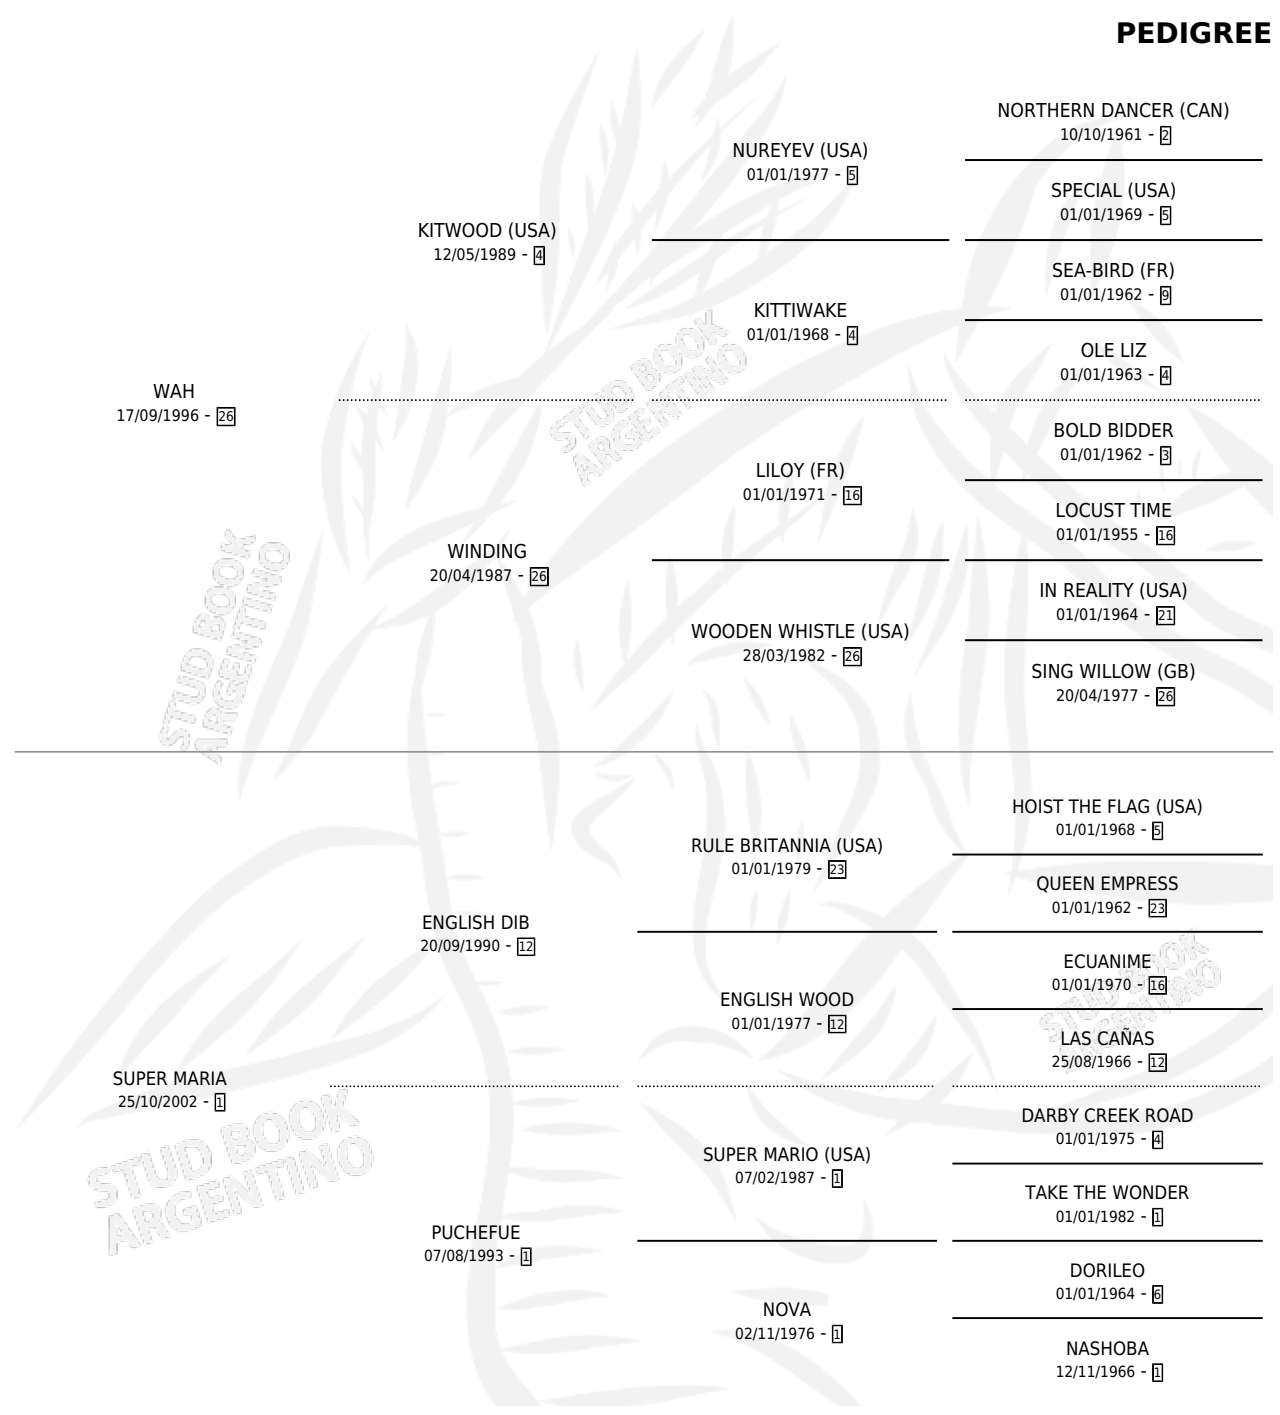 PEDIGREE
NORTHERN DANCER (CAN)
10/10/1961 - 2
NUREYEV (USA)
01/01/1977 - 5
SPECIAL (USA)
01/01/1969 - 5
KITWOOD (USA)
12/05/1989 - 4
SEA-BIRD (FR)
01/01/1962 - 9
KITTIWAKE
01/01/1968 - 4
OLE LIZ
01/01/1963 - 4
WAH
17/09/1996 - 26
BOLD BIDDER
01/01/1962 - 3
LILOY (FR)
01/01/1971 - 16
LOCUST TIME
01/01/1955 - 16
WINDING
20/04/1987 - 26
IN REALITY (USA)
01/01/1964 - 21
WOODEN WHISTLE (USA)
28/03/1982 - 26
SING WILLOW (GB)
20/04/1977 - 26
HOIST THE FLAG (USA)
01/01/1968 - 5
RULE BRITANNIA (USA)
01/01/1979 - 23
QUEEN EMPRESS
01/01/1962 - 23
ENGLISH DIB
20/09/1990 - 12
ECUANIME
01/01/1970 - 16
ENGLISH WOOD
01/01/1977 - 12
LAS CAÑAS
25/08/1966 - 12
SUPER MARIA
25/10/2002 - 1
DARBY CREEK ROAD
01/01/1975 - 4
SUPER MARIO (USA)
07/02/1987 - 1
TAKE THE WONDER
01/01/1982 - 1
PUCHEFUE
07/08/1993 - 1
DORILEO
01/01/1964 - 6
NOVA
02/11/1976 - 1
NASHOBA
12/11/1966 - 1
STUD BOOK
ARGENTINO
STUD BOOK
ARGENTINO
STUD BOOK
ARGENTINO
STUD BOOK
ARGENTINO